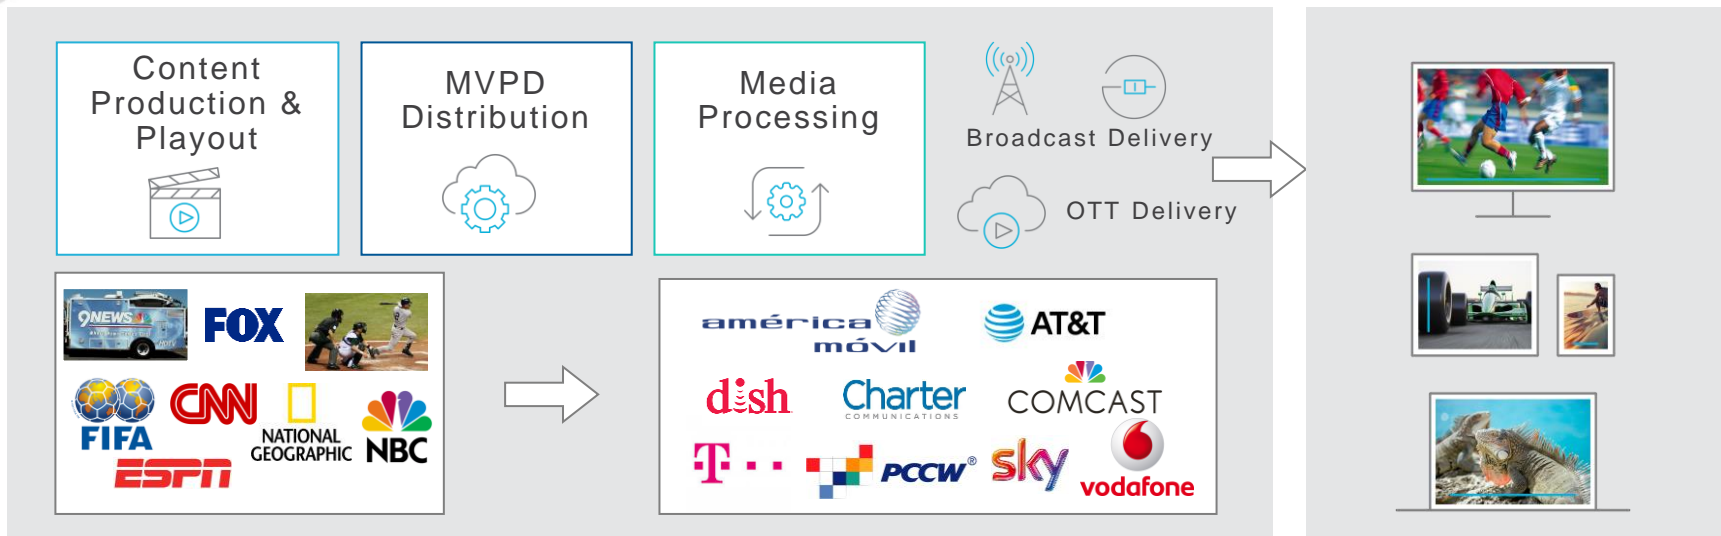 Content
Production &
Playout
MVPD
Distribution
Media
Processing
Broadcast Delivery
OTT Delivery
9NEWS
HDTV
FOX
FIFA
CNN
NATIONAL
GEOGRAPHIC
NBC
ESPN
américa
móvil
AT&T
dish
Charter
COMMUNICATIONS
COMCAST
T
PCCW®
sky
vodafone